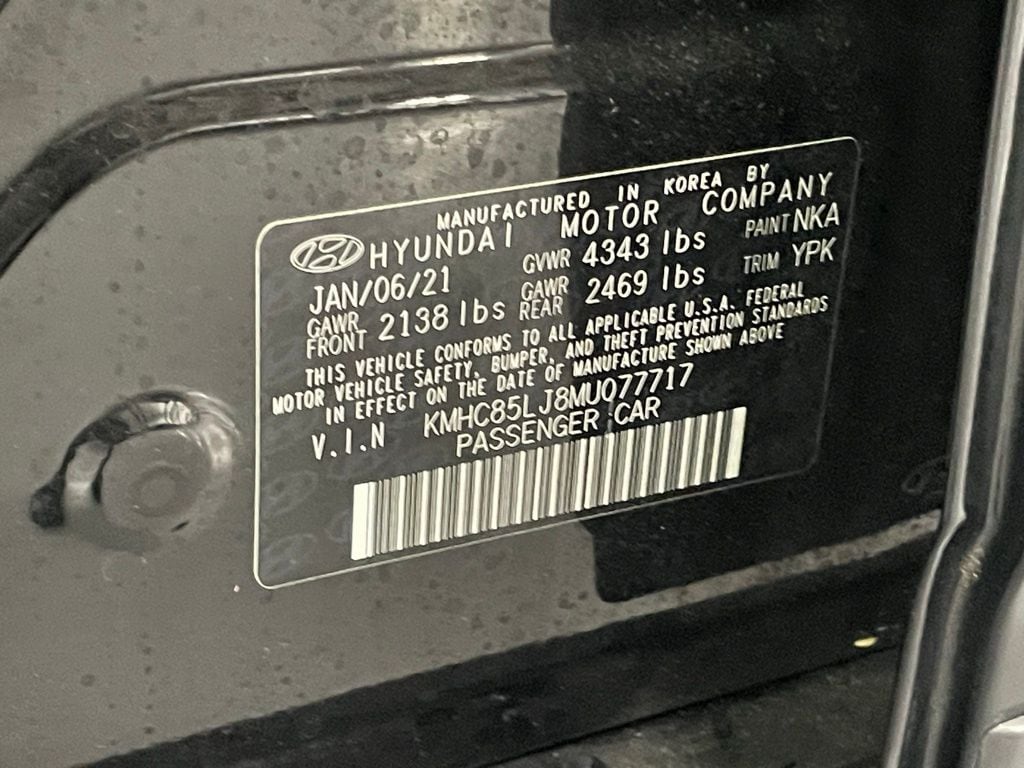 MANUFACTURED IN KOREA BY
HYUNDAI MOTOR COMPANY
JAN/06/21 GVWR 4343 lbs PAINT NKA
GAWR FRONT 2138 lbs GAWR REAR 2469 lbs TRIM YPK
THIS VEHICLE CONFORMS TO ALL APPLICABLE U.S.A. FEDERAL
MOTOR VEHICLE SAFETY, BUMPER, AND THEFT PREVENTION STANDARDS
IN EFFECT ON THE DATE OF MANUFACTURE SHOWN ABOVE
V.I.N KMHC85LJ8MU077717
PASSENGER CAR